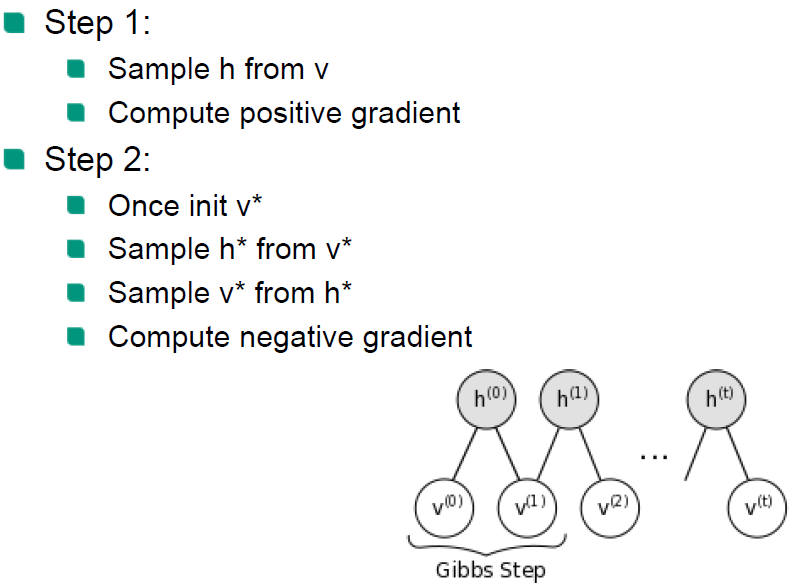 Step 1:
Sample h from v
Compute positive gradient
Step 2:
Once init v*
Sample h* from v*
Sample v* from h*
Compute negative gradient
h(0) h(1) h(t)
...
v(0) v(1) v(2) v(t)
Gibbs Step